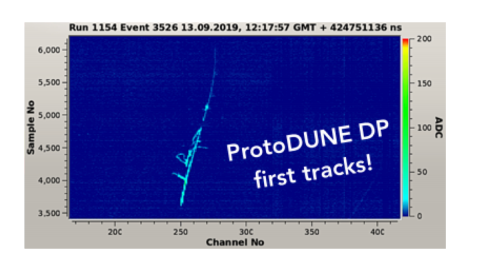 Run 1154 Event 3526 13.09.2019, 12:17:57 GMT + 424751136 ns
Sample No
6,000
5,500
5,000
4,500
4,000
3,500
200
250
300
350
400
Channel No
ProtoDUNE DP
first tracks!
200
150
100
50
0
ADC